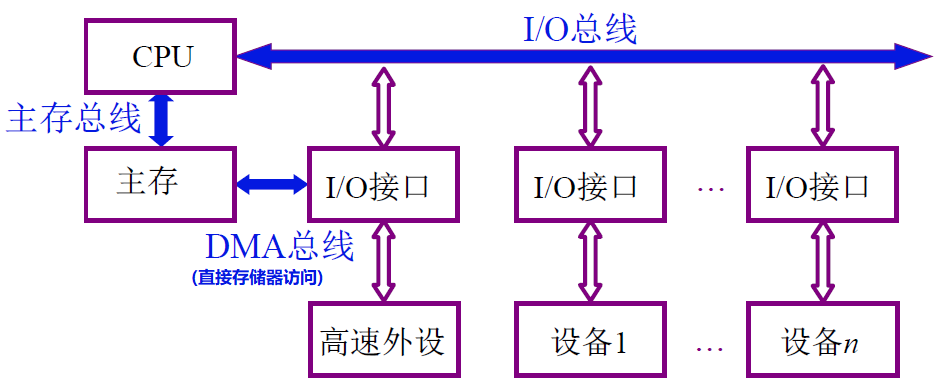 I/O总线
CPU
主存总线
主存
I/O接口
I/O接口
…
I/O接口
DMA总线
(直接存储器访问)
高速外设
设备1
…
设备n